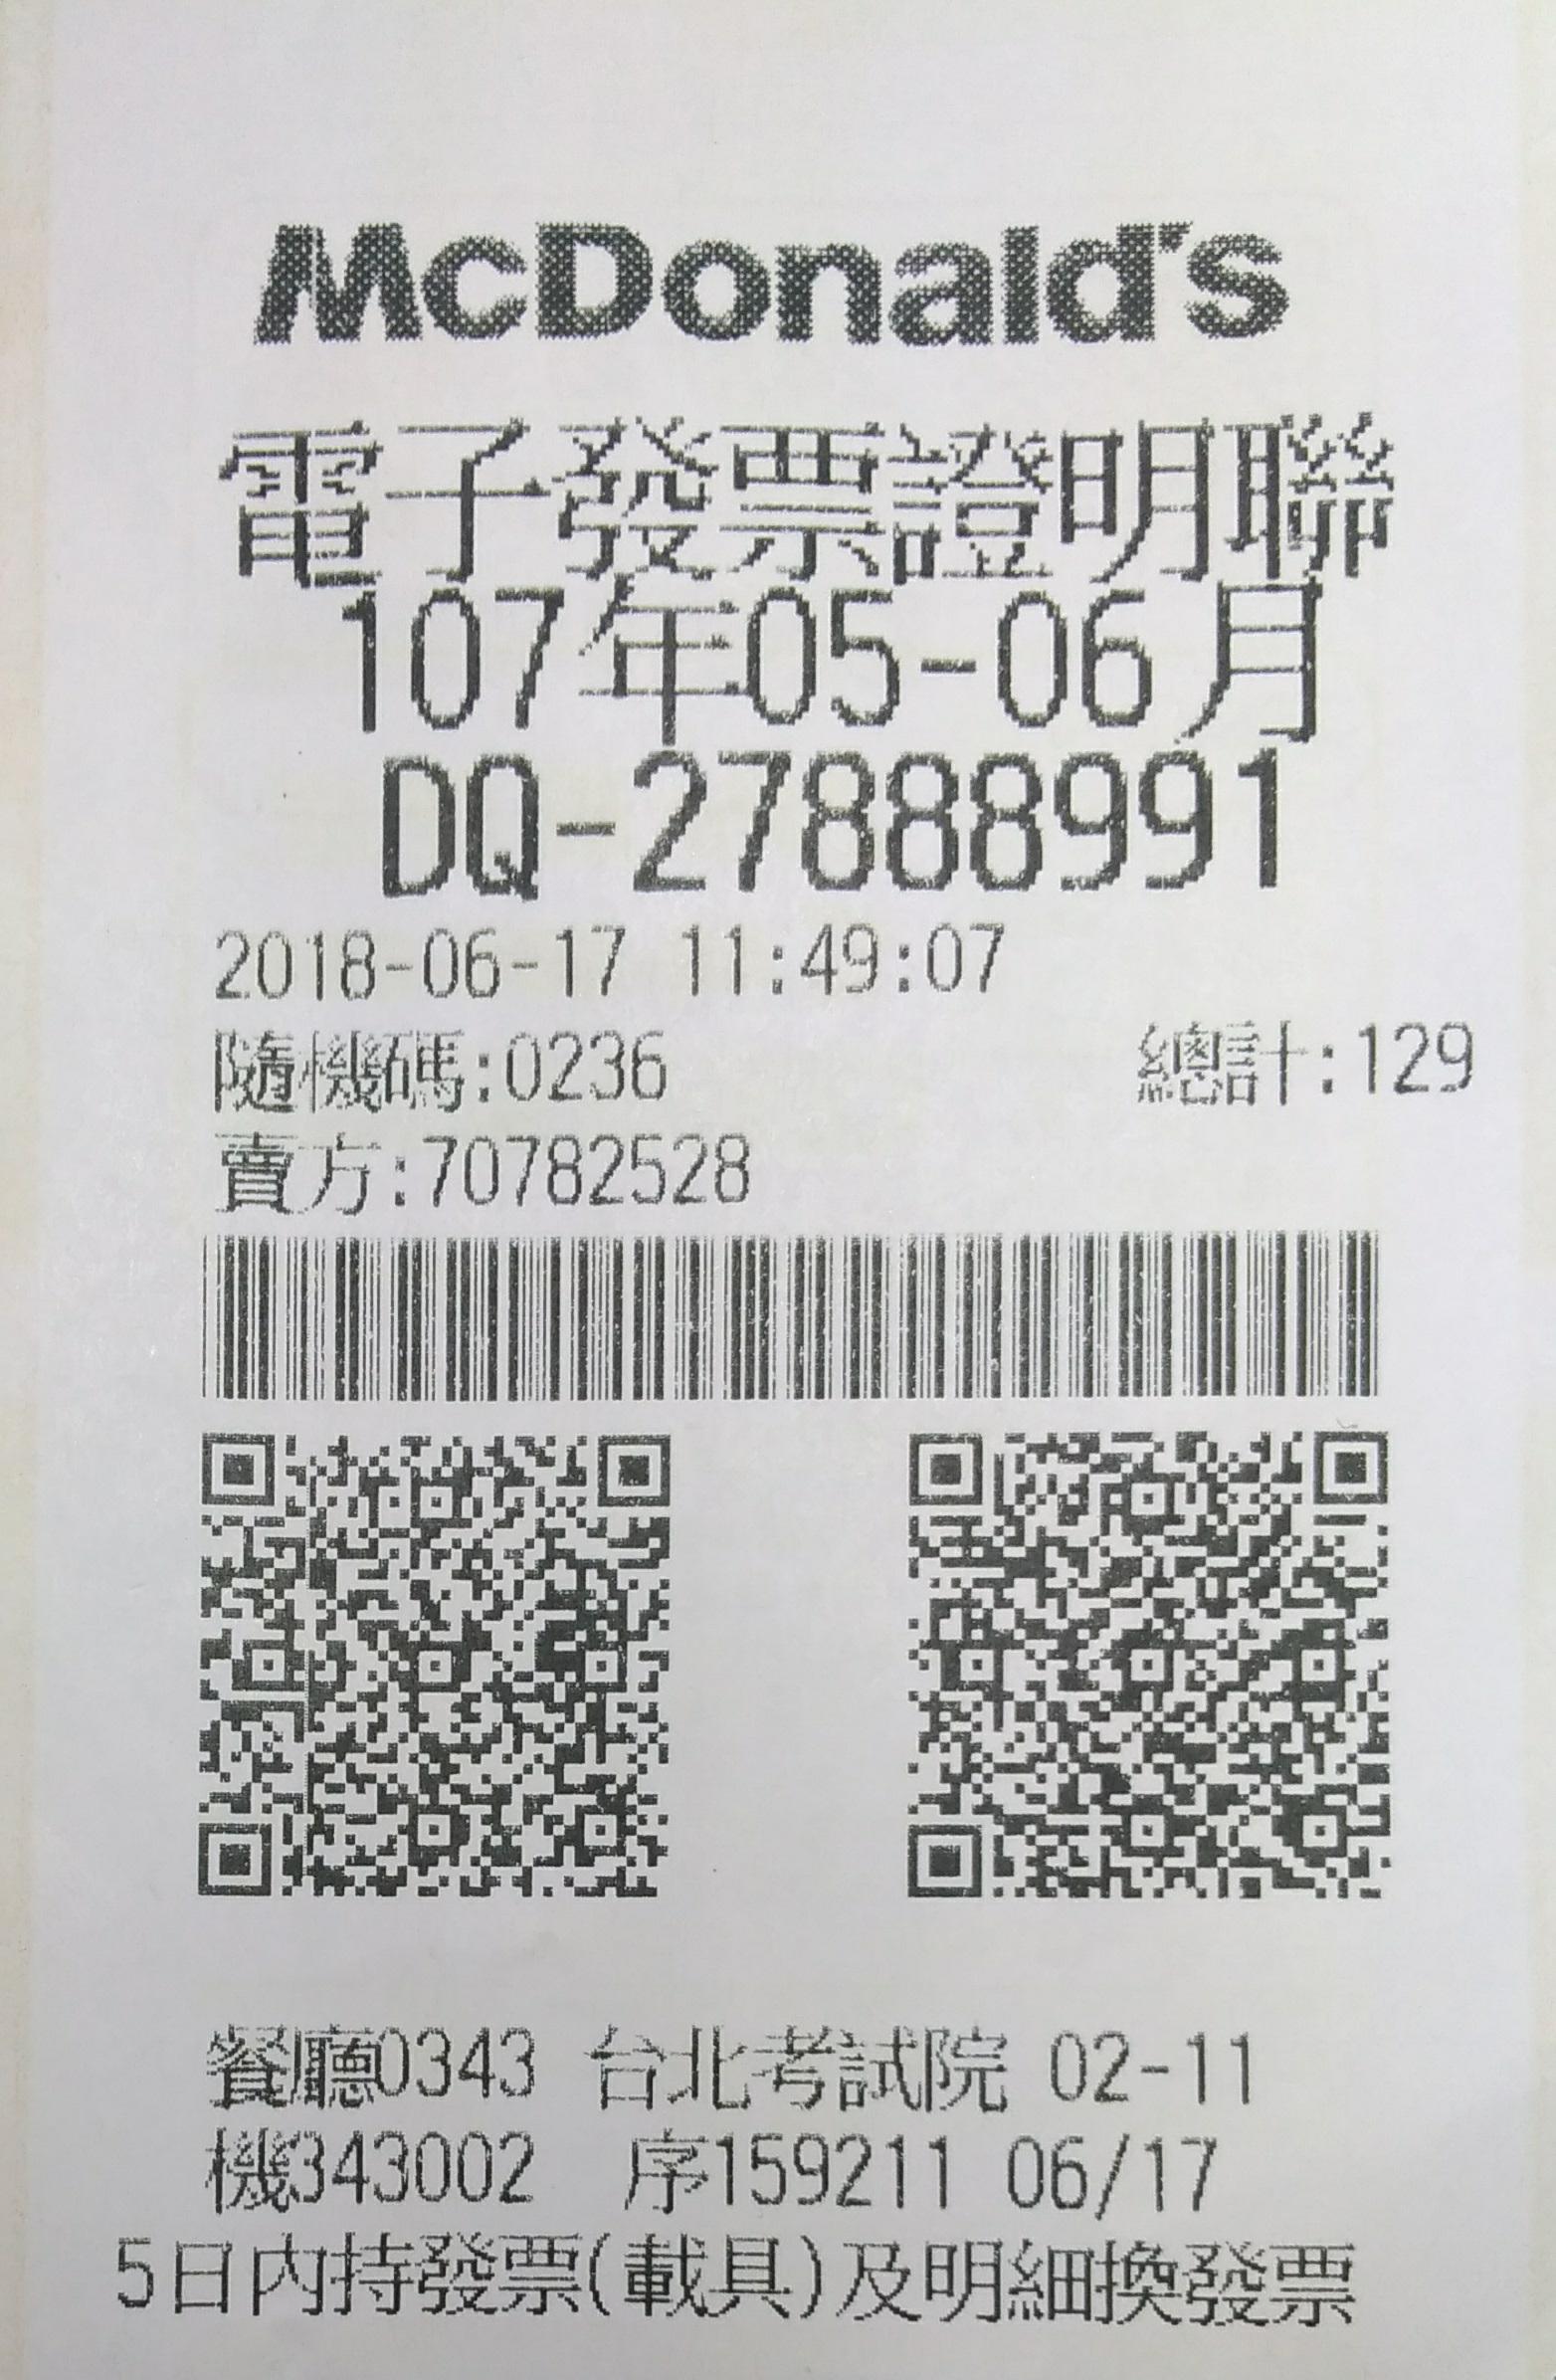 McDonald's
電子發票證明聯
107年05-06月
DQ-27888991
2018-06-17 11:49:07
隨機碼:0236 總計:129
賣方:70782528
餐廳0343 台北考試院 02-11
機343002 序159211 06/17
5日內持發票(載具)及明細換發票